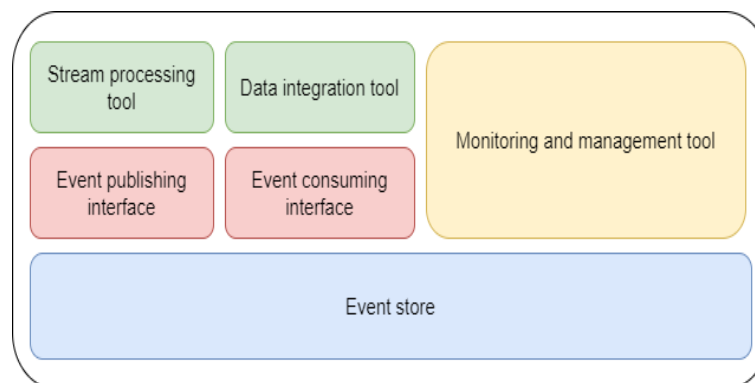 Stream processing
tool
Data integration tool
Monitoring and management tool
Event publishing
interface
Event consuming
interface
Event store